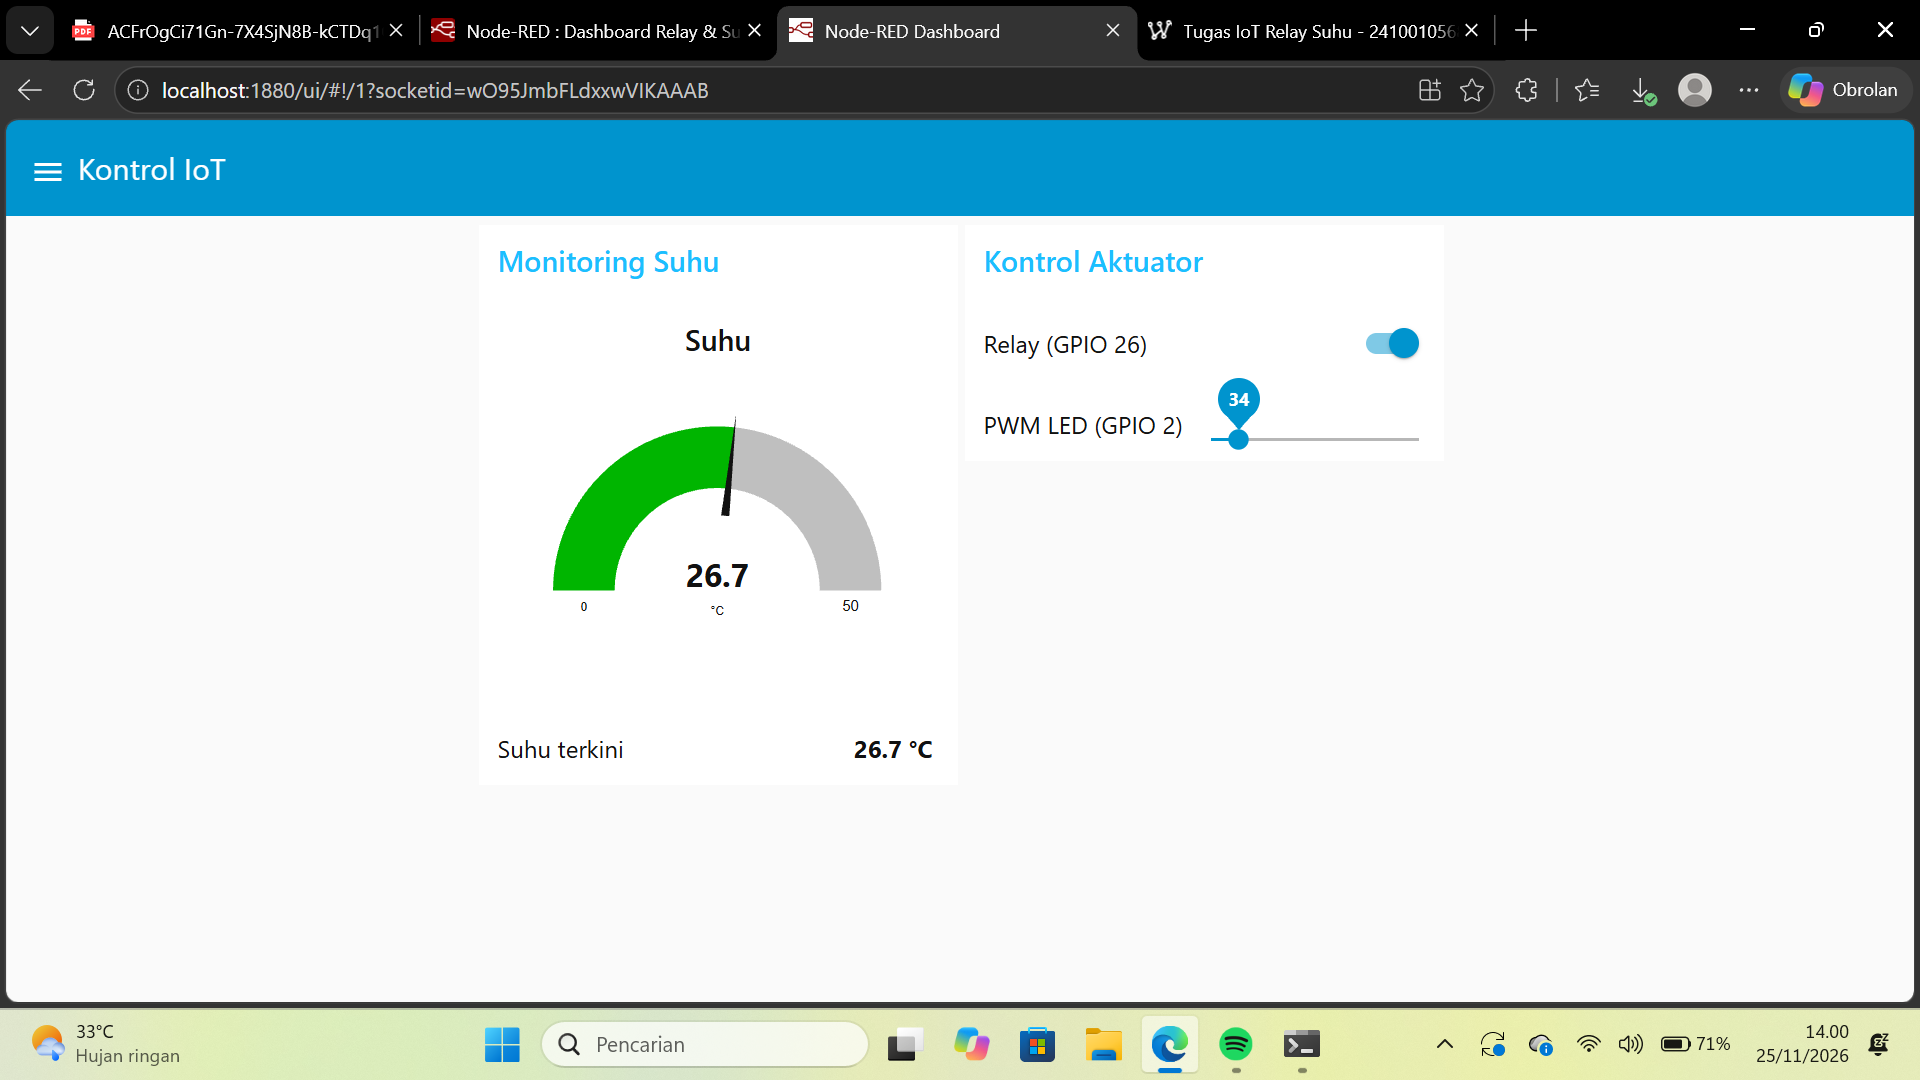 ACFrOgCi71Gn-7X4SjN8B-kCTDq1
Node-RED : Dashboard Relay & Su
Node-RED Dashboard
Tugas IoT Relay Suhu - 241001056
localhost:1880/ui/#!/1?socketid=wO95JmbFLdxxwVIKAAAB
Obrolan
Kontrol IoT
Monitoring Suhu
Suhu
26.7
°C
0
50
Suhu terkini
26.7 °C
Kontrol Aktuator
Relay (GPIO 26)
34
PWM LED (GPIO 2)
33°C
Hujan ringan
Pencarian
71%
14.00
25/11/2026